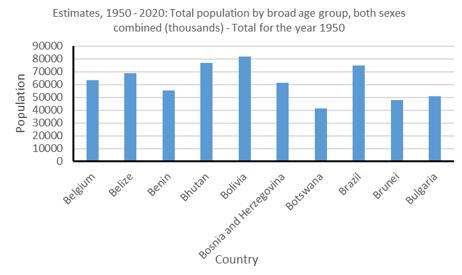 Estimates, 1950 - 2020: Total population by broad age group, both sexes
combined (thousands) - Total for the year 1950
90000
80000
70000
60000
50000
40000
30000
20000
10000
0
Population
Belgium
Belize
Benin
Bhutan
Bolivia
Bosnia and Herzegovina
Botswana
Brazil
Brunei
Bulgaria
Country